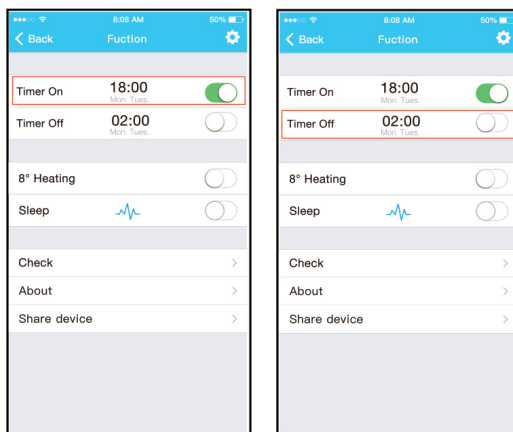 8:08 AM 50%
Back Fuction
Timer On 18:00
Mon. Tues.
Timer Off 02:00
Mon. Tues.
8° Heating
Sleep
Check
About
Share device
8:08 AM 50%
Back Fuction
Timer On 18:00
Mon. Tues.
Timer Off 02:00
Mon. Tues.
8° Heating
Sleep
Check
About
Share device